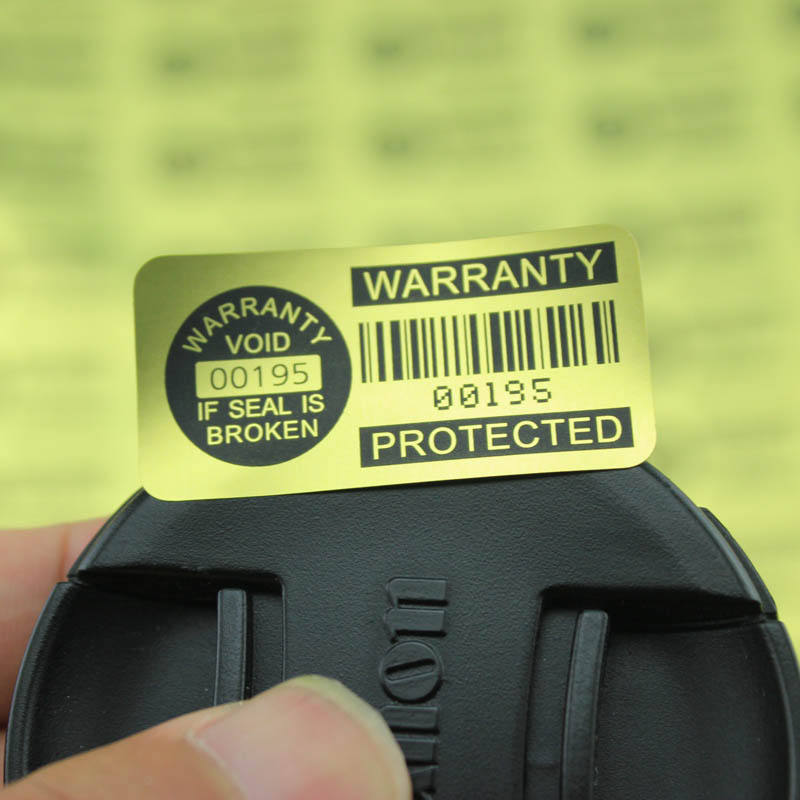 WARRANTY
VOID
00195
IF SEAL IS
BROKEN
WARRANTY
00195
PROTECTED